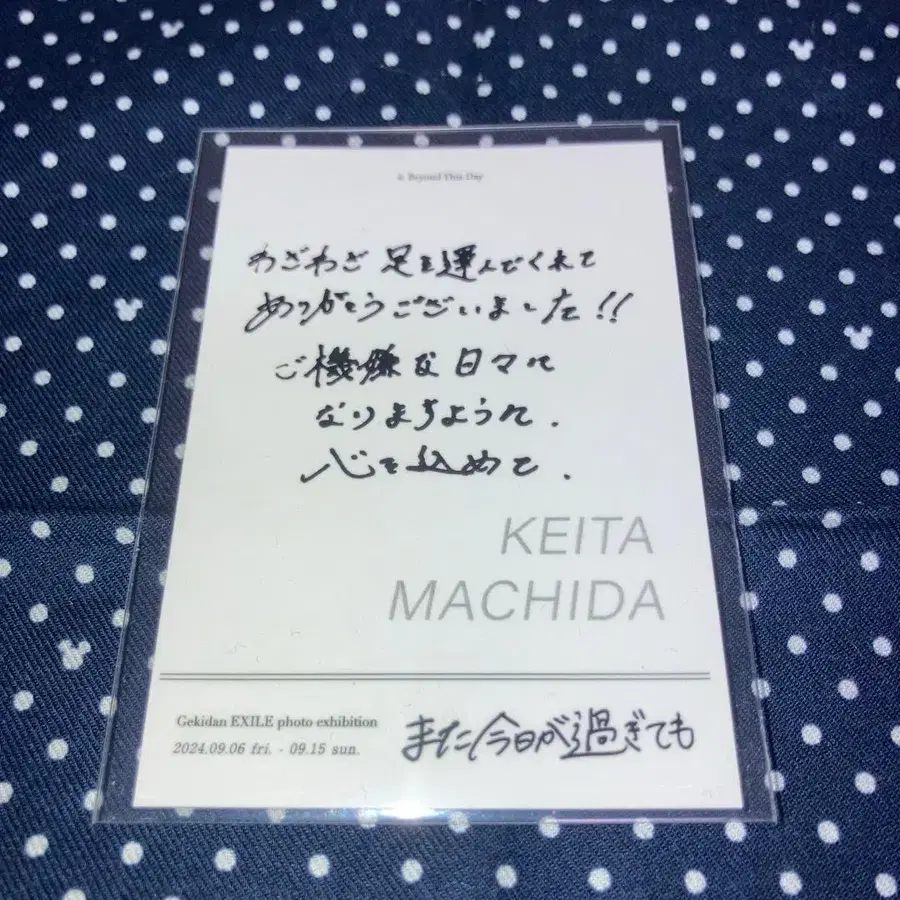 & Beyond This Day
わざわざ 足を運んでくれて
ありがとうございました!!
ご機嫌な日々に
なりますように.
心を込めて.
KEITA
MACHIDA
Gekidan EXILE photo exhibition
2024.09.06 fri. - 09.15 sun.
また今日が過ぎても